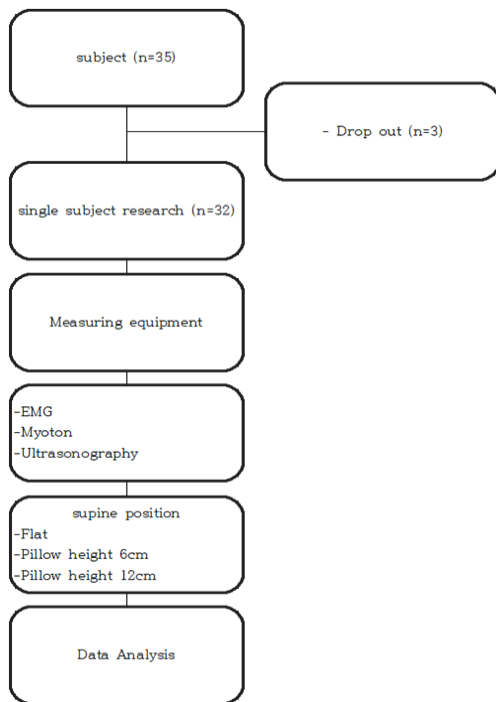 subject (n=35)
- Drop out (n=3)
single subject research (n=32)
Measuring equipment
-EMG
-Myoton
-Ultrasonography
supine position
-Flat
-Pillow height 6cm
-Pillow height 12cm
Data Analysis